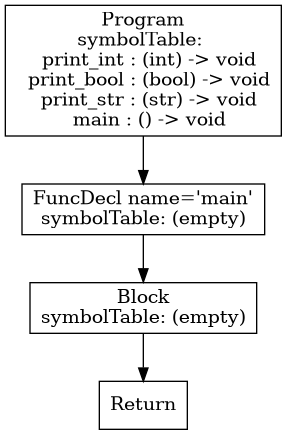 Program
symbolTable:
print_int : (int) -> void
print_bool : (bool) -> void
print_str : (str) -> void
main : () -> void
FuncDecl name='main'
symbolTable: (empty)
Block
symbolTable: (empty)
Return